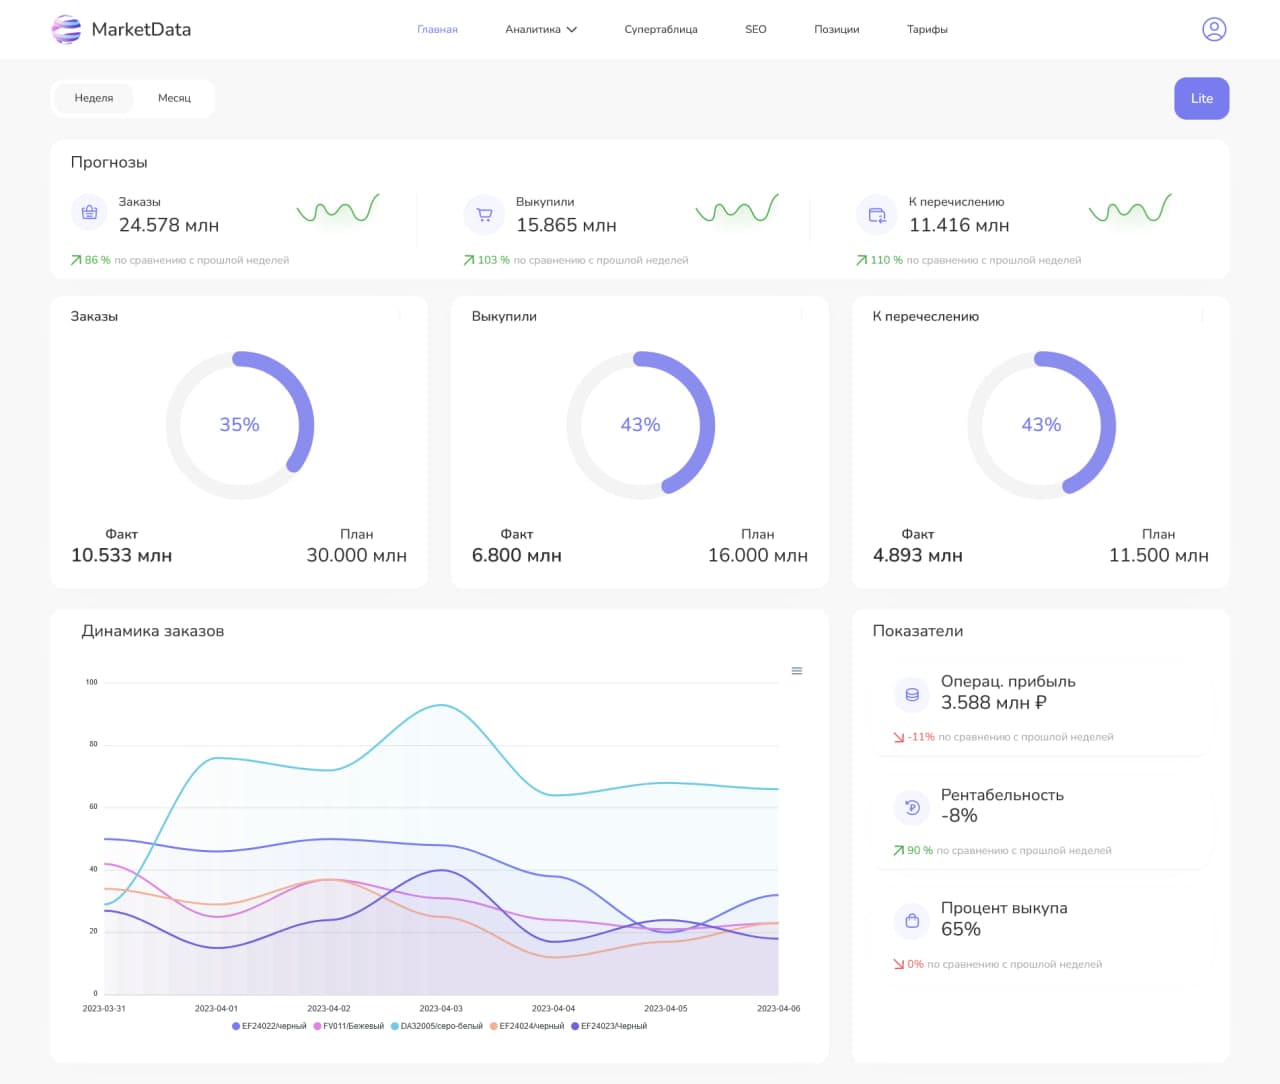 MarketData
Главная Аналитика Супертаблица SEO Позиции Тарифы
Неделя Месяц
Lite
Прогнозы
Заказы
24.578 млн
86 % по сравнению с прошлой неделей
Выкупили
15.865 млн
103 % по сравнению с прошлой неделей
К перечислению
11.416 млн
110 % по сравнению с прошлой неделей
Заказы
35%
Факт План
10.533 млн 30.000 млн
Выкупили
43%
Факт План
6.800 млн 16.000 млн
К перечеслению
43%
Факт План
4.893 млн 11.500 млн
Динамика заказов
100
80
60
40
20
0
2023-03-31 2023-04-01 2023-04-02 2023-04-03 2023-04-04 2023-04-05 2023-04-06
EF24022/черный FV011/Бежевый DA32005/серо-белый EF24024/черный EF24023/Черный
Показатели
Операц. прибыль
3.588 млн ₽
-11% по сравнению с прошлой неделей
Рентабельность
-8%
90 % по сравнению с прошлой неделей
Процент выкупа
65%
0% по сравнению с прошлой неделей